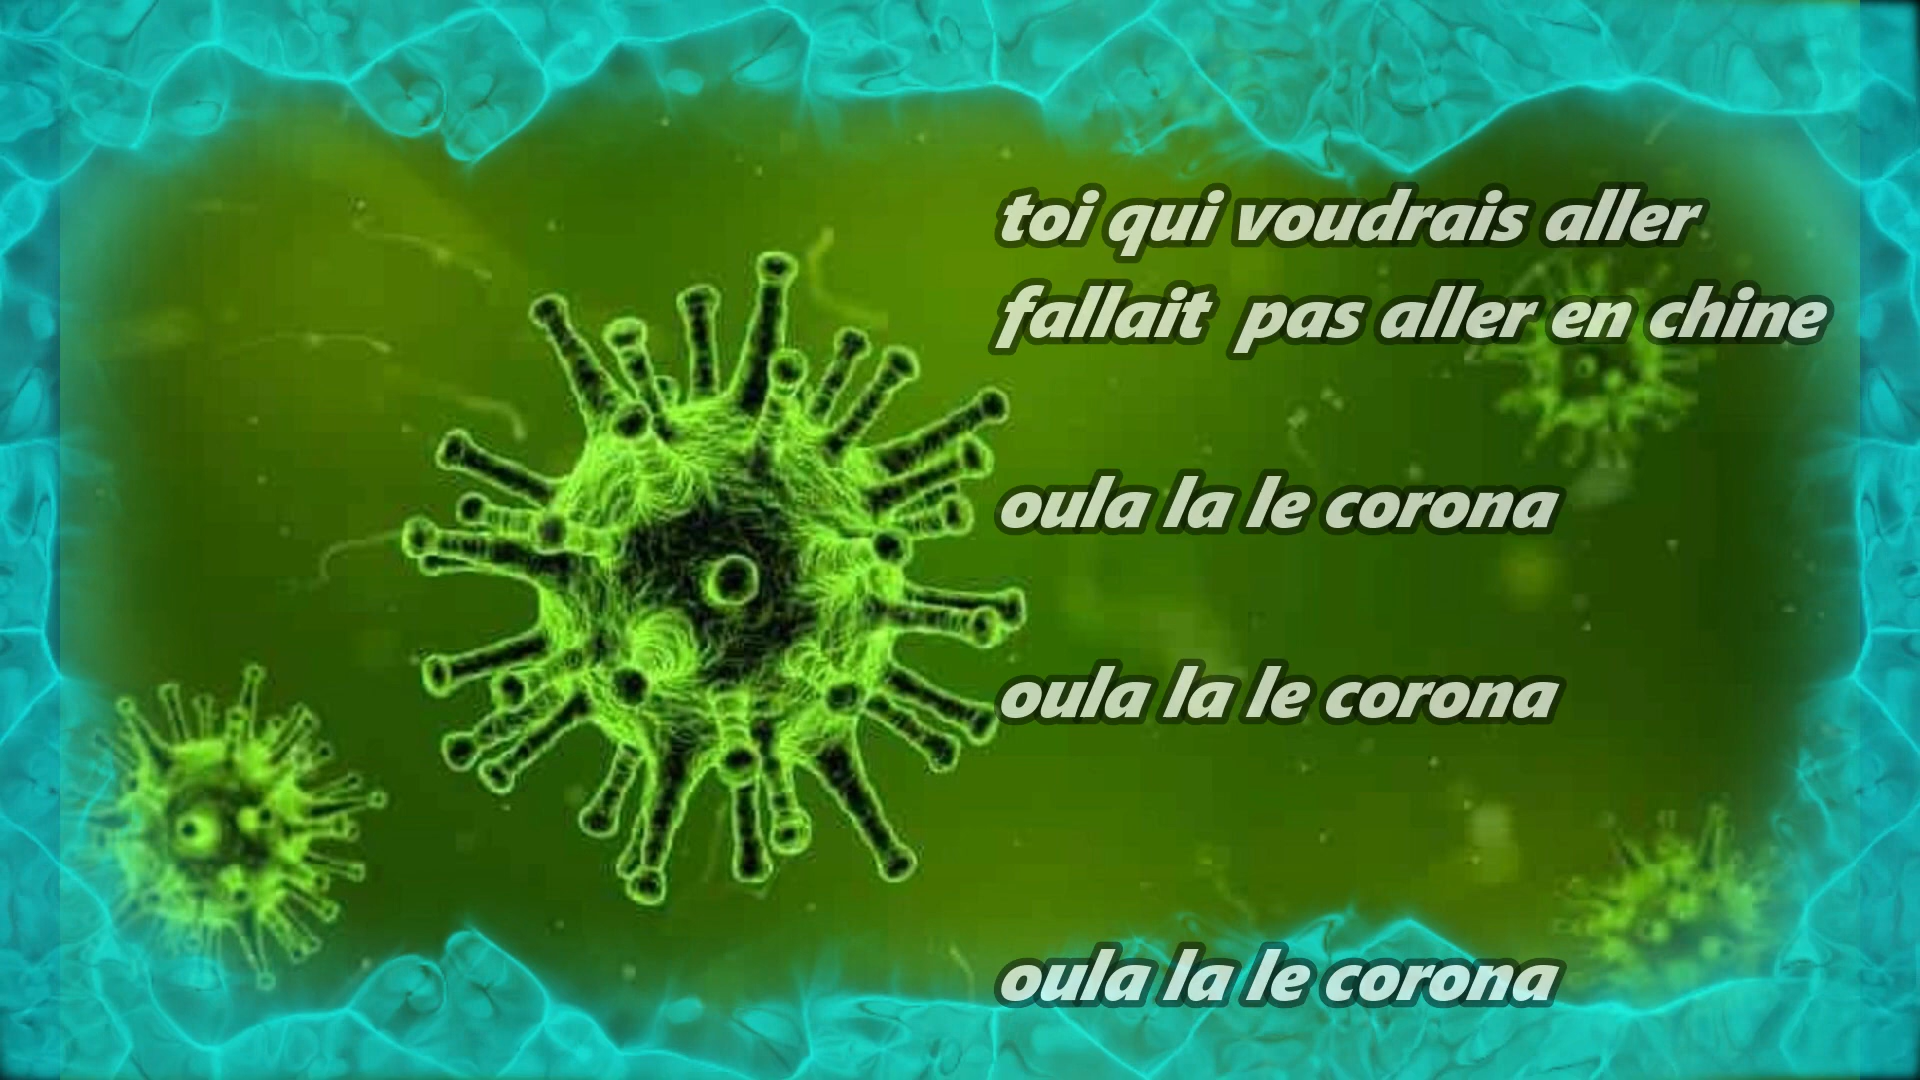 toi qui voudrais aller
fallait pas aller en chine
oula la le corona
oula la le corona
oula la le corona